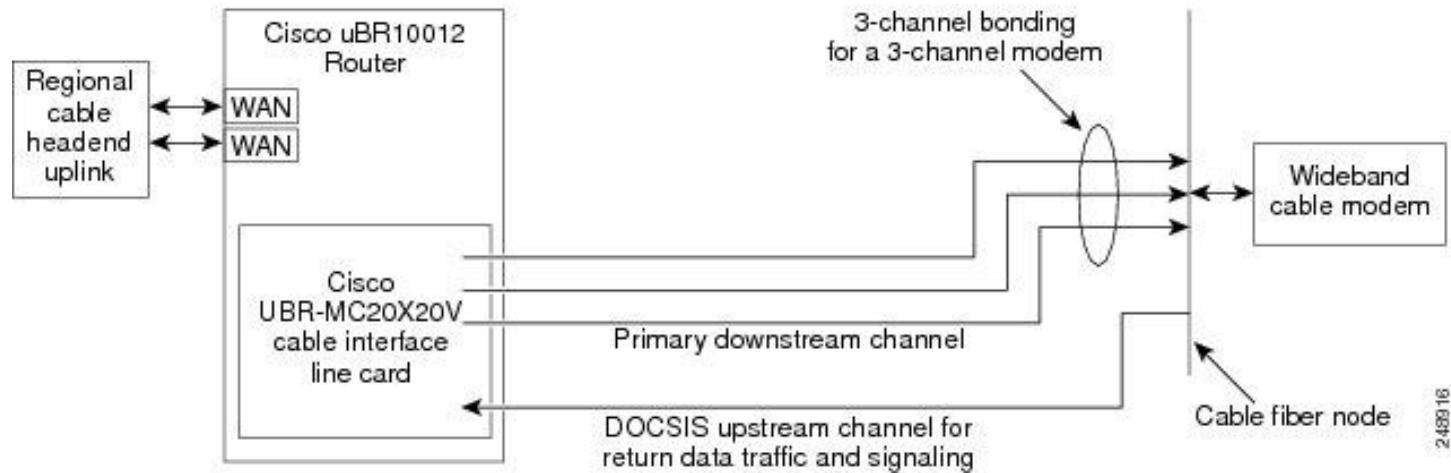 Cisco uBR10012
Router
Regional
cable
headend
uplink
WAN
WAN
3-channel bonding
for a 3-channel modem
Wideband
cable modem
Cisco
UBR-MC20X20V
cable interface
line card
Primary downstream channel
DOCSIS upstream channel for
return data traffic and signaling
Cable fiber node
248916